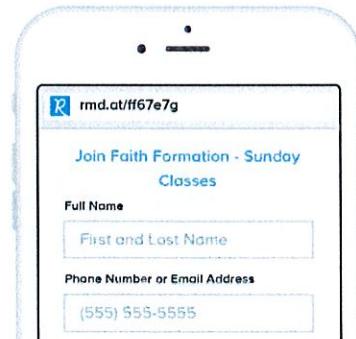 R rmd.at/ff67e7g
Join Faith Formation - Sunday
Classes
Full Name
First and Last Name
Phone Number or Email Address
(555) 555-5555